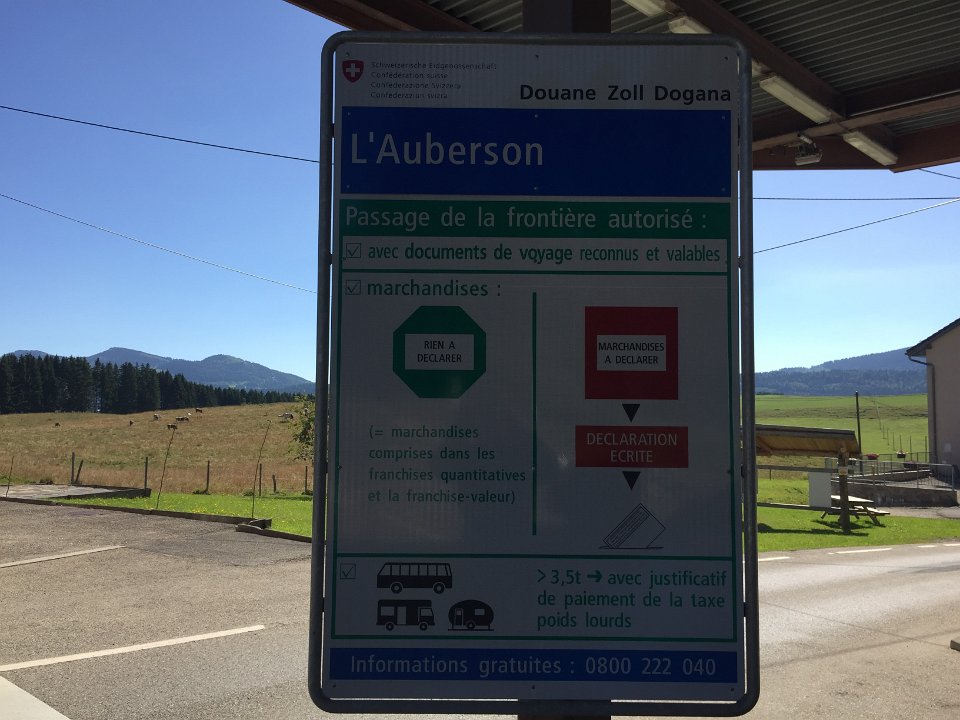 Schweizerische Eidgenossenschaft
Confédération suisse
Confederazione Svizzera
Confederaziun svizra
Douane Zoll Dogana
L'Auberson
Passage de la frontière autorisé :
avec documents de voyage reconnus et valables
marchandises :
RIEN A
DECLARER
(= marchandises
comprises dans les
franchises quantitatives
et la franchise-valeur)
MARCHANDISES
A DECLARER
DECLARATION
ECRITE
> 3,5t → avec justificatif
de paiement de la taxe
poids lourds
Informations gratuites : 0800 222 040